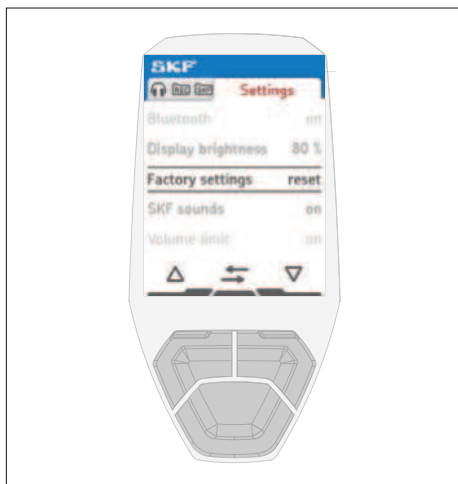 SKF
Settings
Bluetooth on
Display brightness 80 %
Factory settings reset
SKF sounds on
Volume limit on